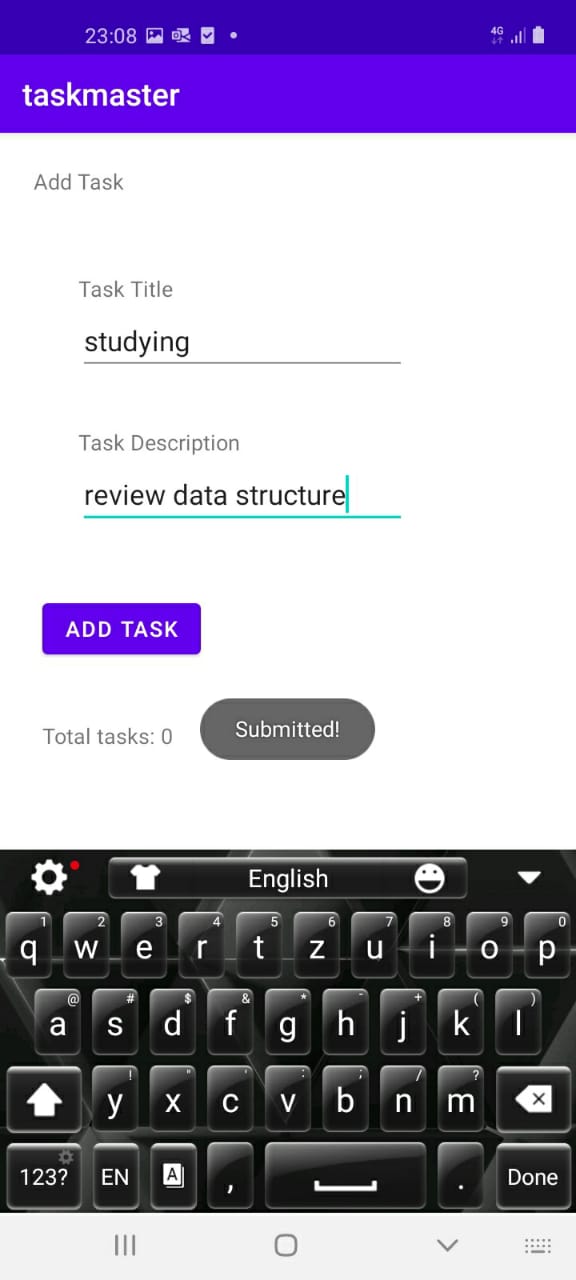 23:08 4G
taskmaster
Add Task
Task Title
studying
Task Description
review data structure
ADD TASK
Total tasks: 0
Submitted!
English
1 2 3 4 5 6 7 8 9 0
q w e r t z u i o p
@ # $ & * - + ( )
a s d f g h j k l
! " ' : ; / ?
y x c v b n m
123? EN A , . Done